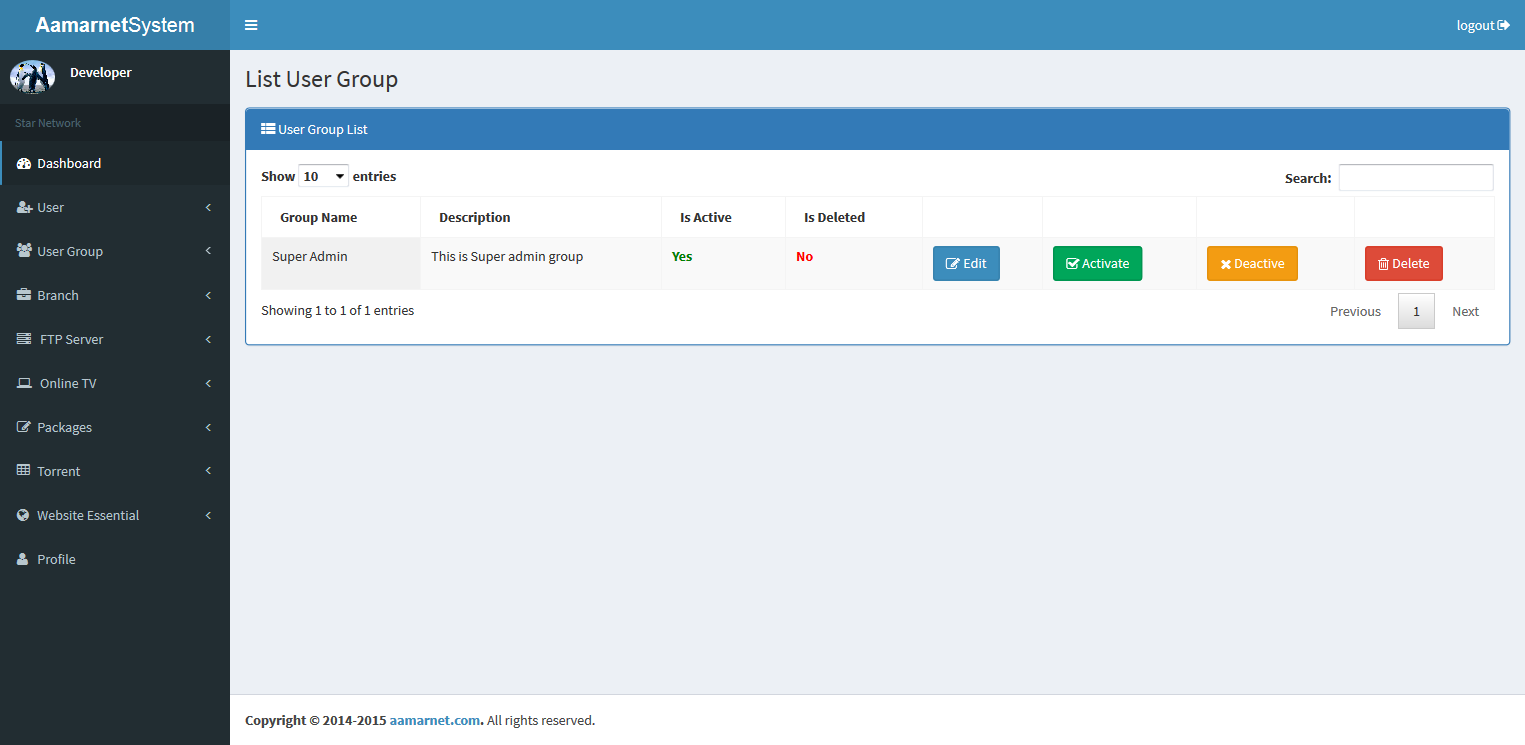 AamarnetSystem
logout
Developer
Star Network
Dashboard
User
User Group
Branch
FTP Server
Online TV
Packages
Torrent
Website Essential
Profile
List User Group
User Group List
Show 10 entries
Search:
Group Name Description Is Active Is Deleted
Super Admin This is Super admin group Yes No Edit Activate Deactive Delete
Showing 1 to 1 of 1 entries
Previous 1 Next
Copyright © 2014-2015 aamarnet.com. All rights reserved.